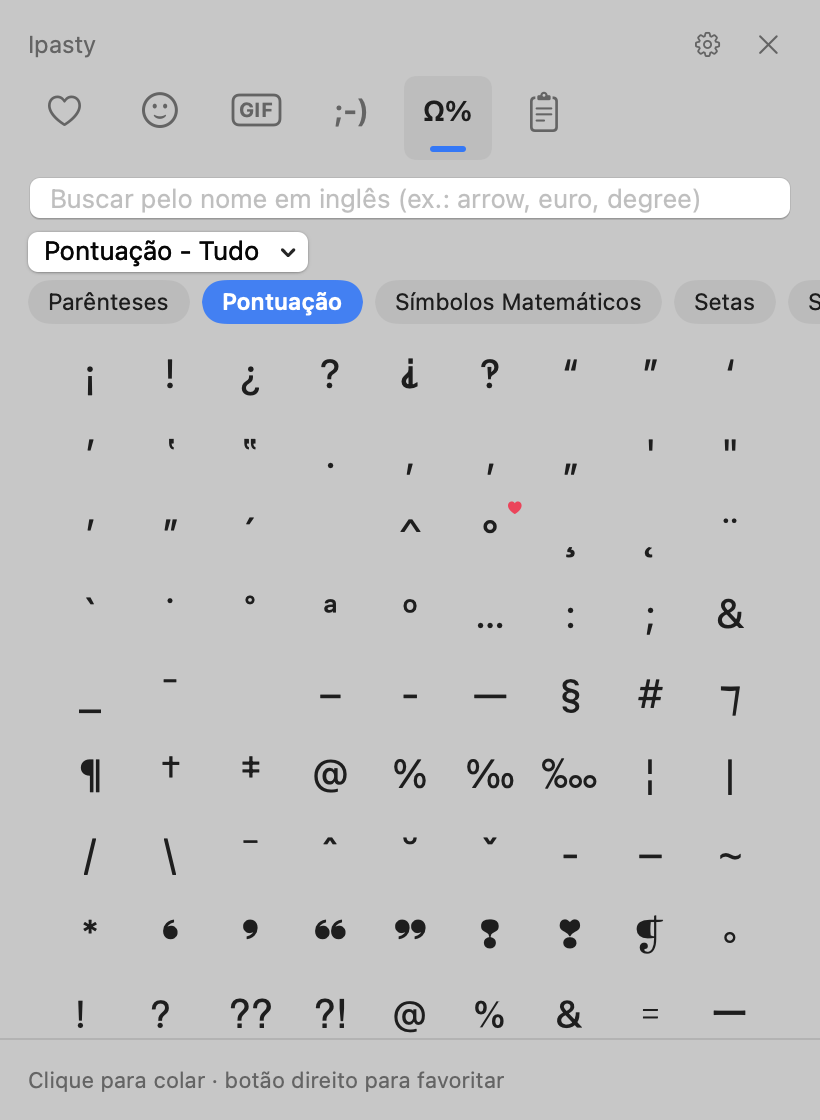 Ipasty
GIF ;-) Ω%
Buscar pelo nome em inglês (ex.: arrow, euro, degree)
Pontuação - Tudo
Parênteses Pontuação Símbolos Matemáticos Setas S
¡ ! ¿ ? ⸘ ‽ “ ” ‘
’ ‛ ‟ . , ‚ „ ' "
′ ″ ´ ^ ° ¸ ˛ ¨
` ˙ ˚ ª º … : ; &
_ ¯ – - — § # ⁊
¶ † ‡ @ % ‰ ‱ ¦ |
/ \ ˉ ˆ ˘ ˇ ‐ – ~
* ❛ ❜ ❝ ❞ ❢ ❣ ❡ 。
! ? ⁇ ⁈ @ % & = —
Clique para colar · botão direito para favoritar